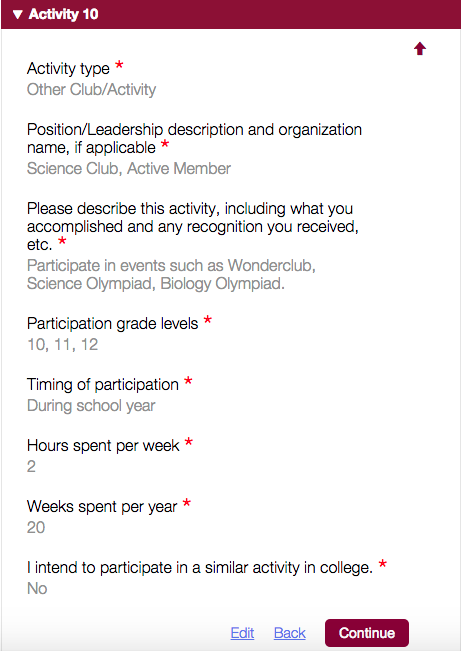 ▼ Activity 10
Activity type *
Other Club/Activity
Position/Leadership description and organization
name, if applicable *
Science Club, Active Member
Please describe this activity, including what you
accomplished and any recognition you received,
etc. *
Participate in events such as Wonderclub,
Science Olympiad, Biology Olympiad.
Participation grade levels *
10, 11, 12
Timing of participation *
During school year
Hours spent per week *
2
Weeks spent per year *
20
I intend to participate in a similar activity in college. *
No
Edit Back Continue